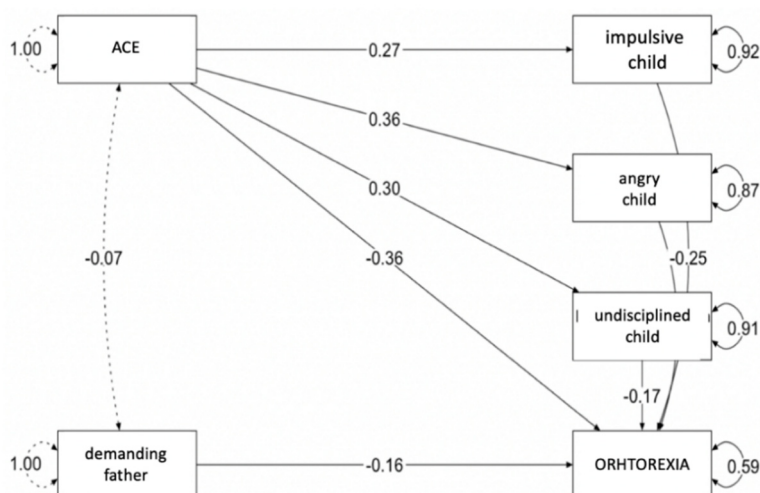 1.00
ACE
0.27
impulsive
child
0.92
0.36
angry
child
0.87
0.30
-0.07
-0.36
-0.25
undisciplined
child
0.91
-0.17
1.00
demanding
father
-0.16
ORHTOREXIA
0.59